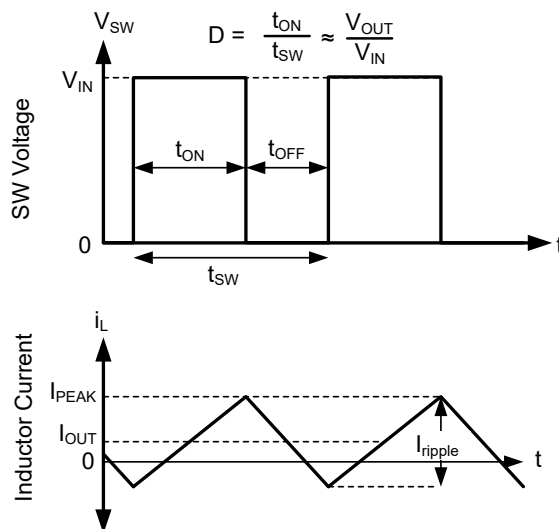 V_SW
D = t_ON / t_SW ≈ V_OUT / V_IN
V_IN
SW Voltage
t_ON
t_OFF
0
t
t_SW
i_L
Inductor Current
I_PEAK
I_OUT
I_ripple
0
t